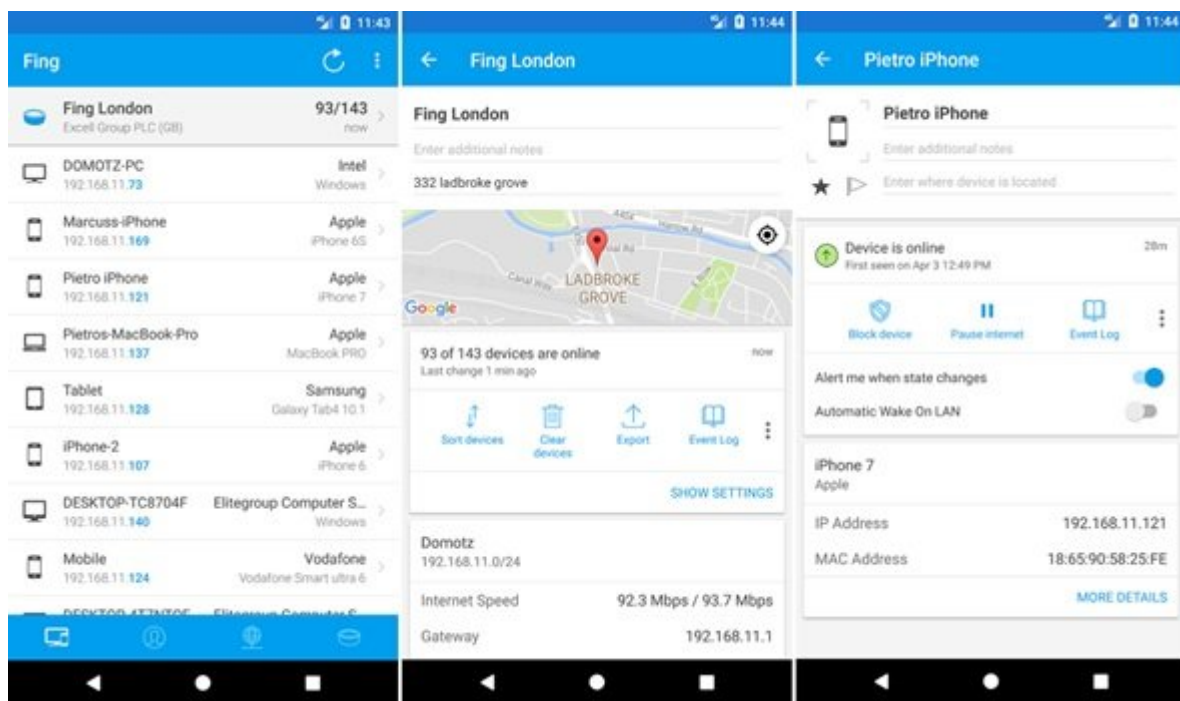 11:43
Fing
Fing London 93/143
Excell Group PLC (GB) now
DOMOTZ-PC Intel
192.168.11.73 Windows
Marcuss-iPhone Apple
192.168.11.169 iPhone 6S
Pietro iPhone Apple
192.168.11.121 iPhone 7
Pietros-MacBook-Pro Apple
192.168.11.137 MacBook PRO
Tablet Samsung
192.168.11.128 Galaxy Tab4 10.1
iPhone-2 Apple
192.168.11.107 iPhone 6
DESKTOP-TC8704F Elitegroup Computer S...
192.168.11.140 Windows
Mobile Vodafone
192.168.11.124 Vodafone Smart ultra 6
11:44
Fing London
Fing London
Enter additional notes
332 ladbroke grove
A404 Harrow Rd
Canal Way
LADBROKE
GROVE
Google
93 of 143 devices are online now
Last change 1 min ago
Sort devices Clear devices Export Event Log
SHOW SETTINGS
Domotz
192.168.11.0/24
Internet Speed 92.3 Mbps / 93.7 Mbps
Gateway 192.168.11.1
11:44
Pietro iPhone
Pietro iPhone
Enter additional notes
Enter where device is located
Device is online 28m
First seen on Apr 3 12:49 PM
Block device Pause internet Event Log
Alert me when state changes
Automatic Wake On LAN
iPhone 7
Apple
IP Address 192.168.11.121
MAC Address 18:65:90:58:25:FE
MORE DETAILS